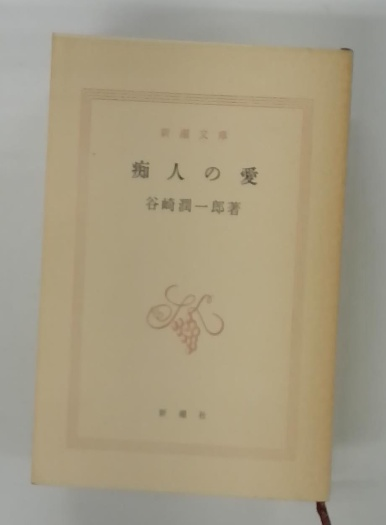 新潮文庫
痴人の愛
谷崎潤一郎著
新潮社